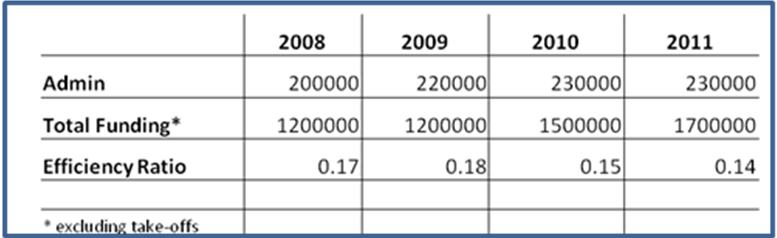 2008 2009 2010 2011
Admin 200000 220000 230000 230000
Total Funding* 1200000 1200000 1500000 1700000
Efficiency Ratio 0.17 0.18 0.15 0.14
* excluding take-offs